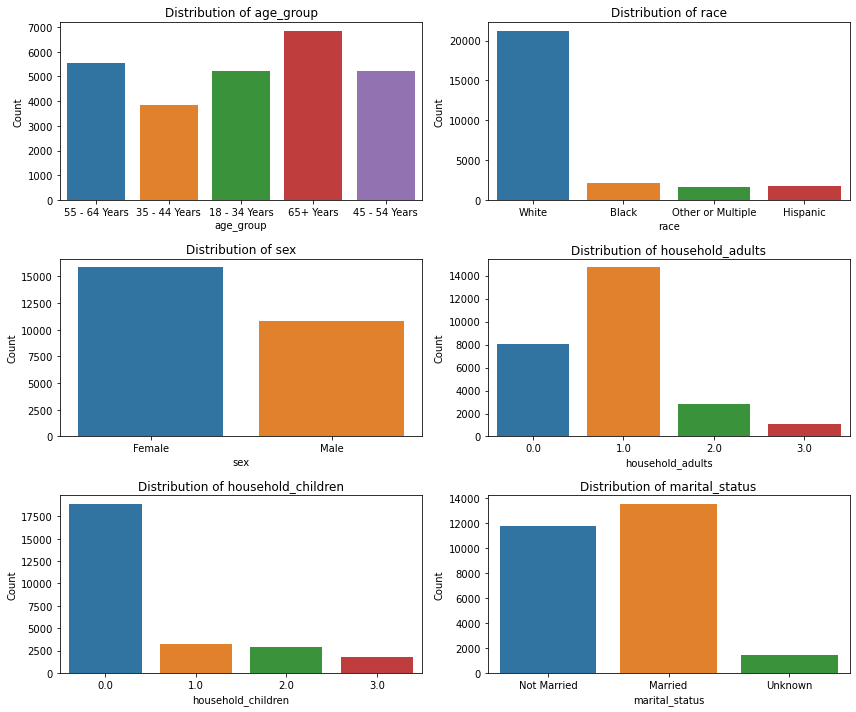 Distribution of age_group
7000
6000
5000
4000
3000
2000
1000
0
Count
55 - 64 Years 35 - 44 Years 18 - 34 Years 65+ Years 45 - 54 Years
age_group
Distribution of race
20000
15000
10000
5000
0
Count
White Black Other or Multiple Hispanic
race
Distribution of sex
15000
12500
10000
7500
5000
2500
0
Count
Female Male
sex
Distribution of household_adults
14000
12000
10000
8000
6000
4000
2000
0
Count
0.0 1.0 2.0 3.0
household_adults
Distribution of household_children
17500
15000
12500
10000
7500
5000
2500
0
Count
0.0 1.0 2.0 3.0
household_children
Distribution of marital_status
14000
12000
10000
8000
6000
4000
2000
0
Count
Not Married Married Unknown
marital_status